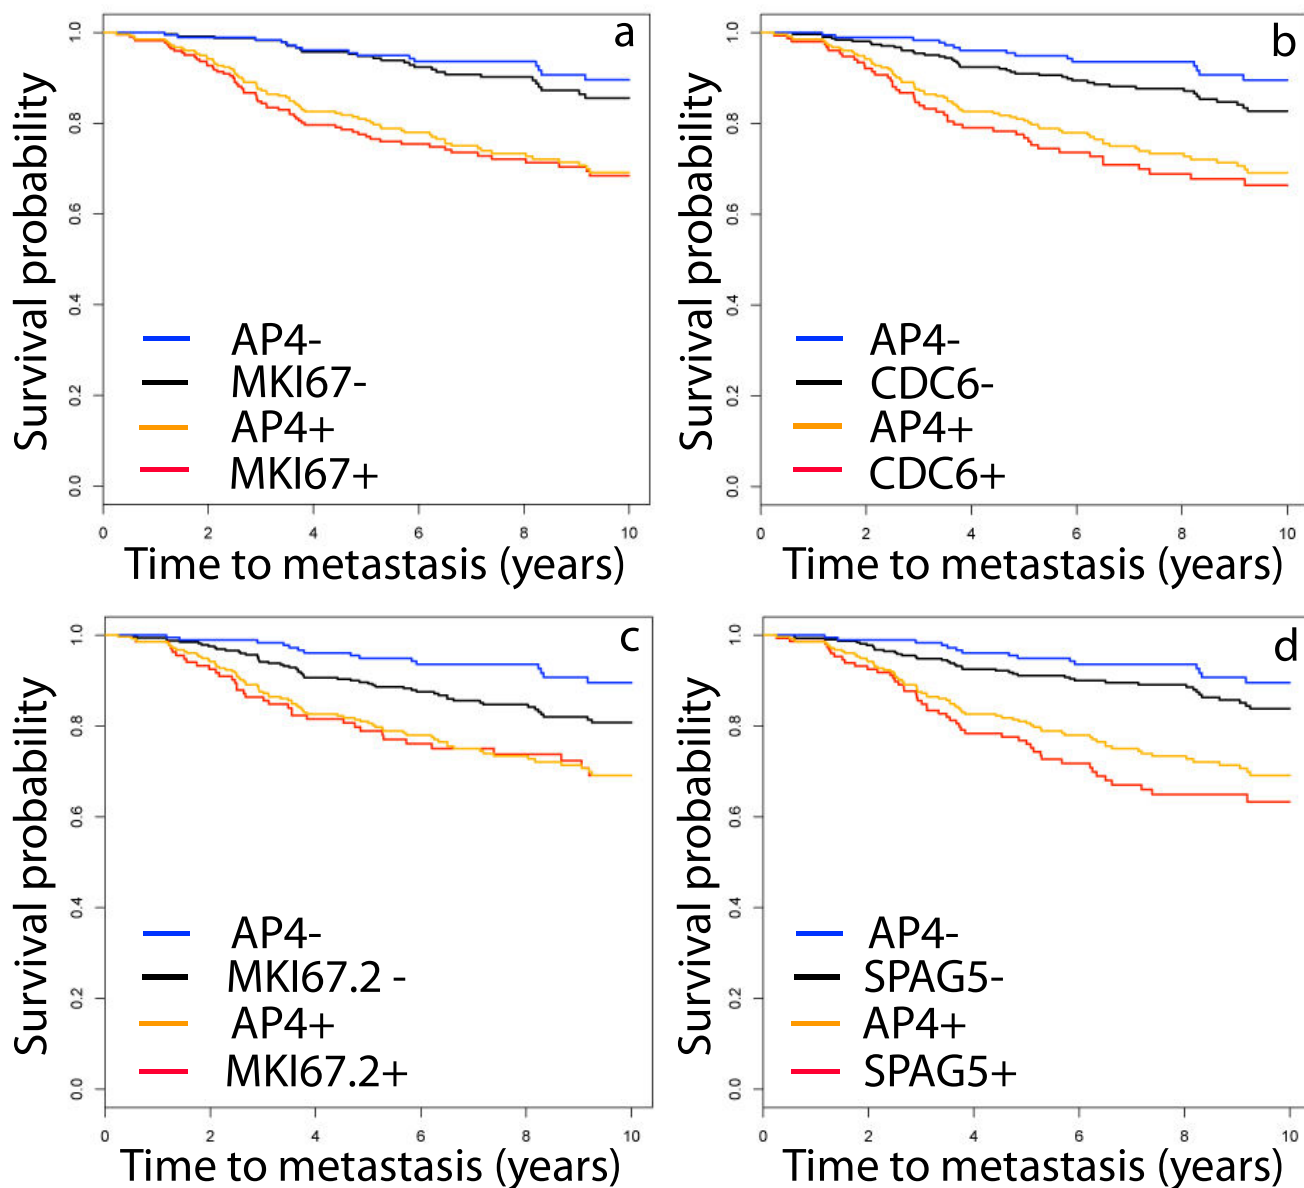 a
Survival probability
1.0
0.8
0.6
0.4
0.2
0.0
AP4-
MKI67-
AP4+
MKI67+
0 2 4 6 8 10
Time to metastasis (years)
b
Survival probability
1.0
0.8
0.6
0.4
0.2
0.0
AP4-
CDC6-
AP4+
CDC6+
0 2 4 6 8 10
Time to metastasis (years)
c
Survival probability
1.0
0.8
0.6
0.4
0.2
0.0
AP4-
MKI67.2 -
AP4+
MKI67.2+
0 2 4 6 8 10
Time to metastasis (years)
d
Survival probability
1.0
0.8
0.6
0.4
0.2
0.0
AP4-
SPAG5-
AP4+
SPAG5+
0 2 4 6 8 10
Time to metastasis (years)